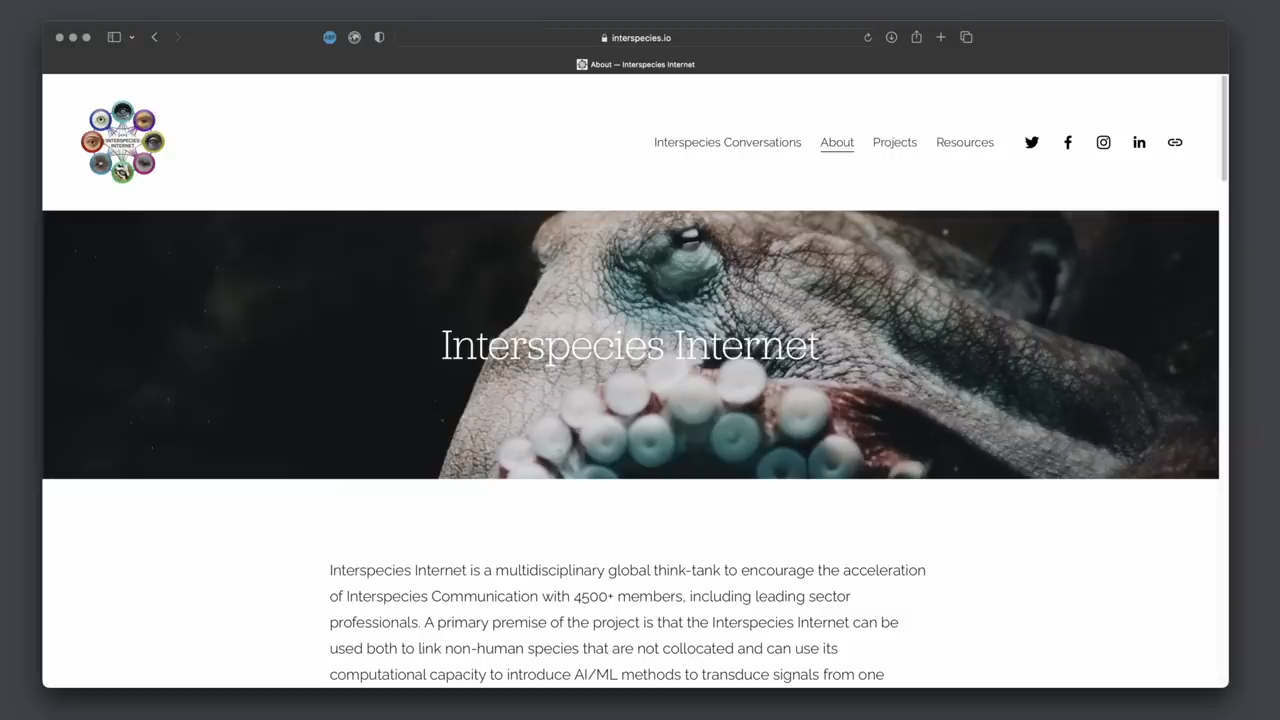 ABP
interspecies.io
About — Interspecies Internet
INTERSPECIES
INTERNET
Interspecies Conversations About Projects Resources
Interspecies Internet
Interspecies Internet is a multidisciplinary global think-tank to encourage the acceleration
of Interspecies Communication with 4500+ members, including leading sector
professionals. A primary premise of the project is that the Interspecies Internet can be
used both to link non-human species that are not collocated and can use its
computational capacity to introduce AI/ML methods to transduce signals from one